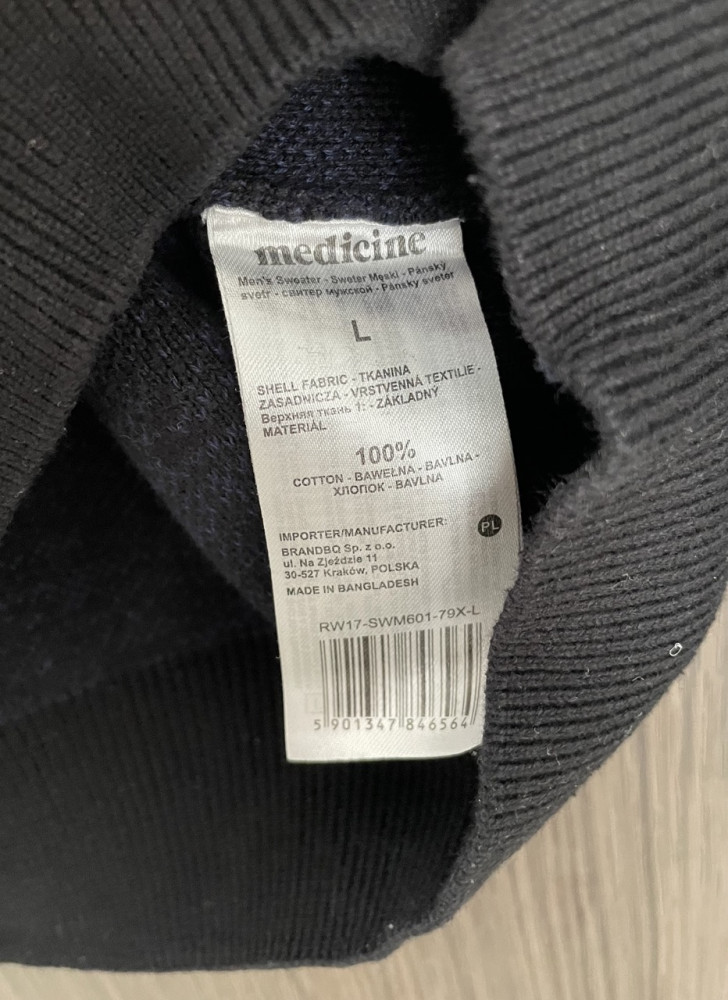 medicine
Men's Sweater - Sweter Męski - Pánský
svetr - свитер мужской - Pánsky sveter
L
SHELL FABRIC - TKANINA
ZASADNICZA - VRSTVENNÁ TEXTILIE -
Верхняя ткань 1: - ZÁKLADNÝ
MATERIÁL
100%
COTTON - BAWEŁNA - BAVLNA -
ХЛОПОК - BAVLNA
IMPORTER/MANUFACTURER:
PL
BRANDBQ Sp. z o.o.
ul. Na Zjeździe 11
30-527 Kraków, POLSKA
MADE IN BANGLADESH
RW17-SWM601-79X-L
5 901347 846564